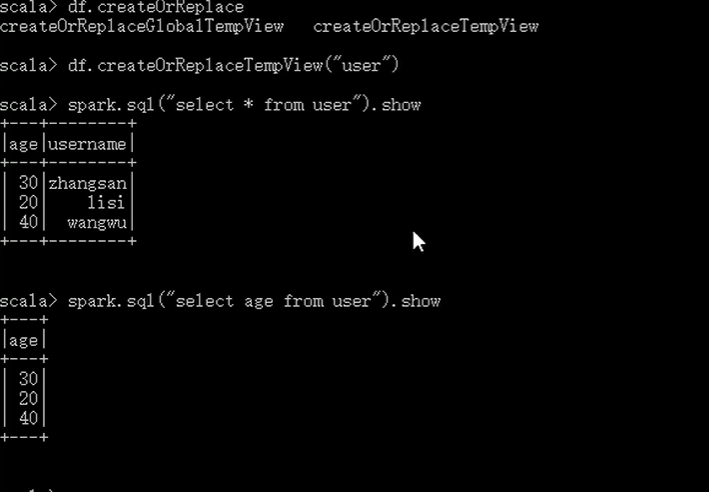 scala> df.createOrReplace
createOrReplaceGlobalTempView   createOrReplaceTempView
scala> df.createOrReplaceTempView("user")
scala> spark.sql("select * from user").show
+---+--------+
|age|username|
+---+--------+
| 30|zhangsan|
| 20|    lisi|
| 40|  wangwu|
+---+--------+
scala> spark.sql("select age from user").show
+---+
|age|
+---+
| 30|
| 20|
| 40|
+---+